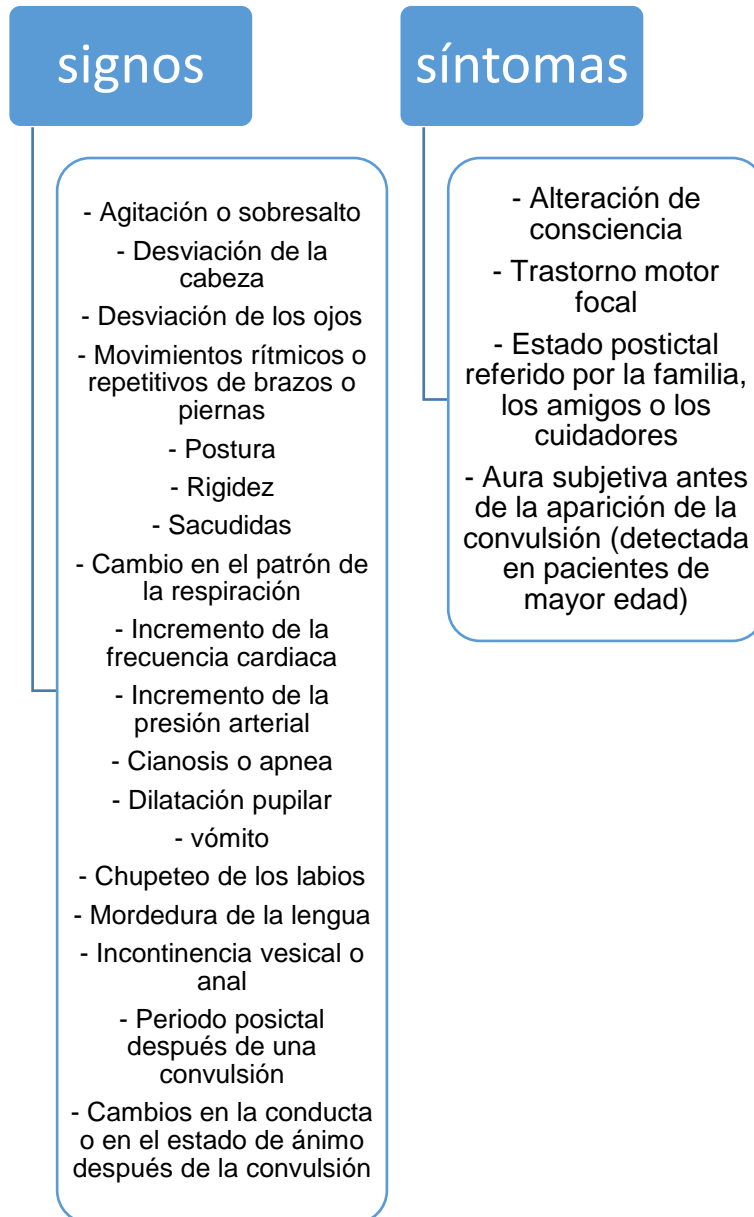 signos
- Agitación o sobresalto
- Desviación de la
cabeza
- Desviación de los ojos
- Movimientos rítmicos o
repetitivos de brazos o
piernas
- Postura
- Rigidez
- Sacudidas
- Cambio en el patrón de
la respiración
- Incremento de la
frecuencia cardiaca
- Incremento de la
presión arterial
- Cianosis o apnea
- Dilatación pupilar
- vómito
- Chupeteo de los labios
- Mordedura de la lengua
- Incontinencia vesical o
anal
- Periodo posictal
después de una
convulsión
- Cambios en la conducta
o en el estado de ánimo
después de la convulsión
síntomas
- Alteración de
consciencia
- Trastorno motor
focal
- Estado postictal
referido por la familia,
los amigos o los
cuidadores
- Aura subjetiva antes
de la aparición de la
convulsión (detectada
en pacientes de
mayor edad)